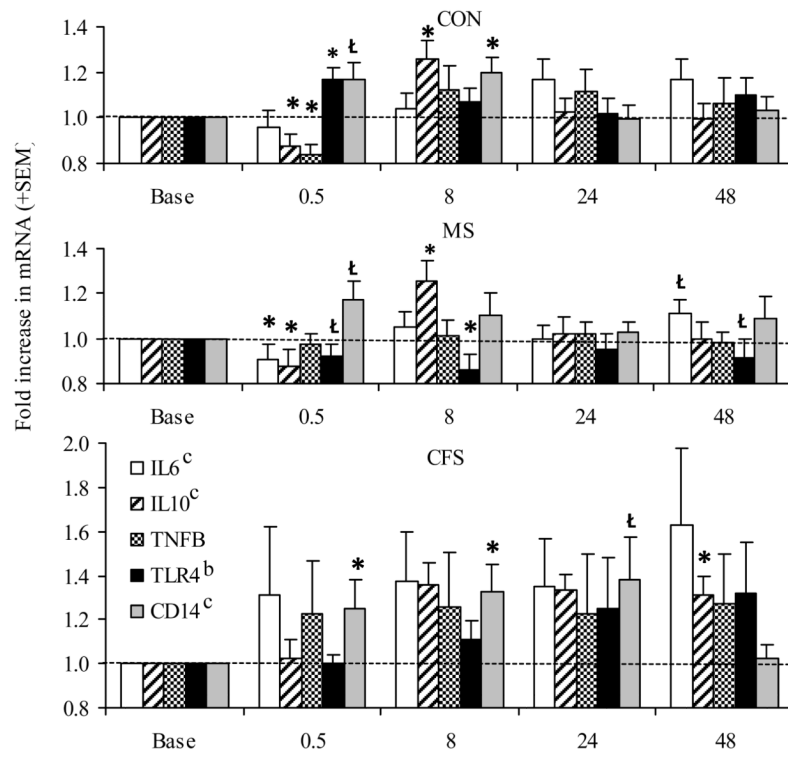 Fold increase in mRNA (+SEM)
CON
1.4
1.2
1.0
0.8
* * * Ł * *
Base 0.5 8 24 48
MS
1.4
1.2
1.0
0.8
* * Ł Ł * * Ł Ł
Base 0.5 8 24 48
CFS
2.0
1.8
1.6
1.4
1.2
1.0
0.8
IL6c
IL10c
TNFB
TLR4b
CD14c
* * Ł *
Base 0.5 8 24 48